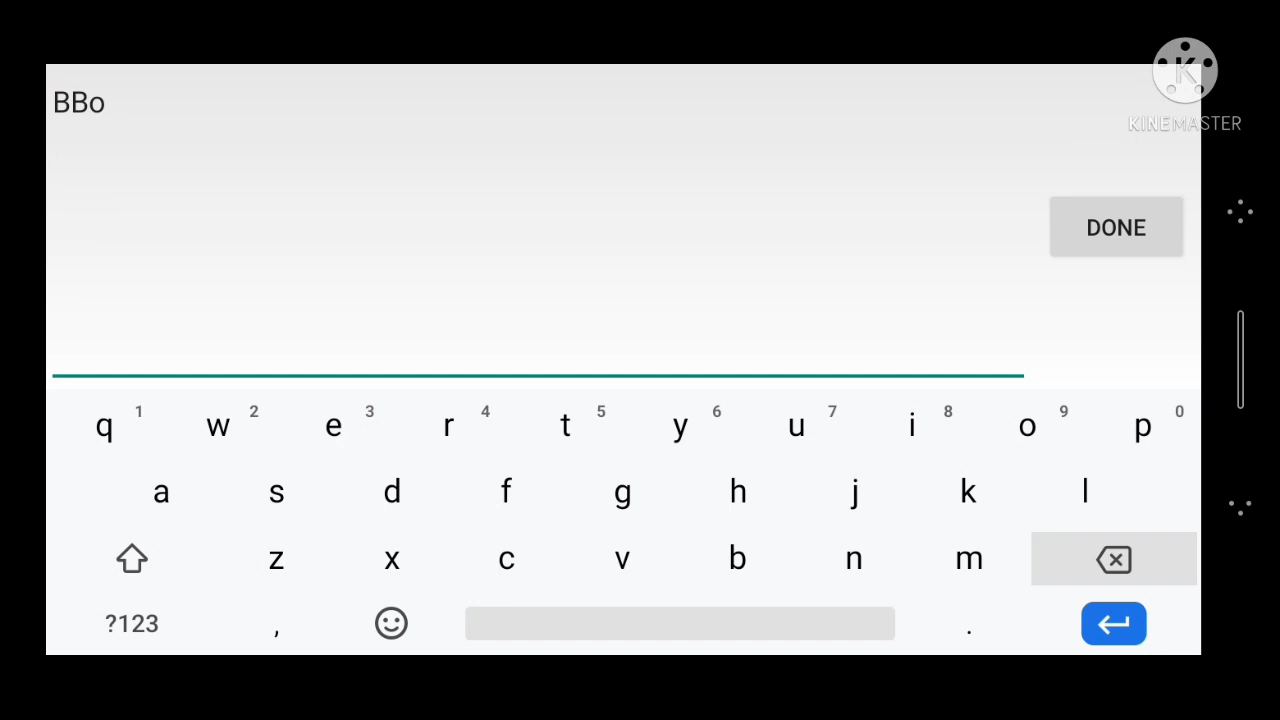 BBo
K
KINEMASTER
DONE
q 1 w 2 e 3 r 4 t 5 y 6 u 7 i 8 o 9 p 0
a s d f g h j k l
z x c v b n m
?123 , .